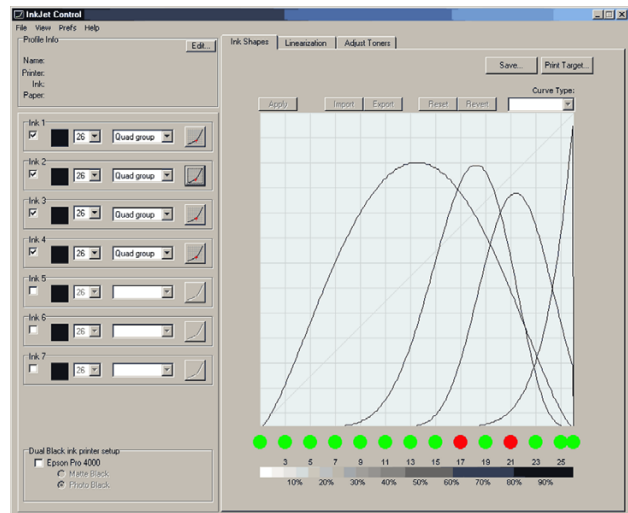 InkJet Control
File View Prefs Help
Profile Info
Edit...
Name:
Printer:
Ink:
Paper:
Ink 1
26 Quad group
Ink 2
26 Quad group
Ink 3
26 Quad group
Ink 4
26 Quad group
Ink 5
26
Ink 6
26
Ink 7
26
Dual Black ink printer setup
Epson Pro 4000
Matte Black
Photo Black
Ink Shapes Linearization Adjust Toners
Save... Print Target...
Curve Type:
Apply Import Export Reset Revert
3 5 7 9 11 13 15 17 19 21 23 25
10% 20% 30% 40% 50% 60% 70% 80% 90%